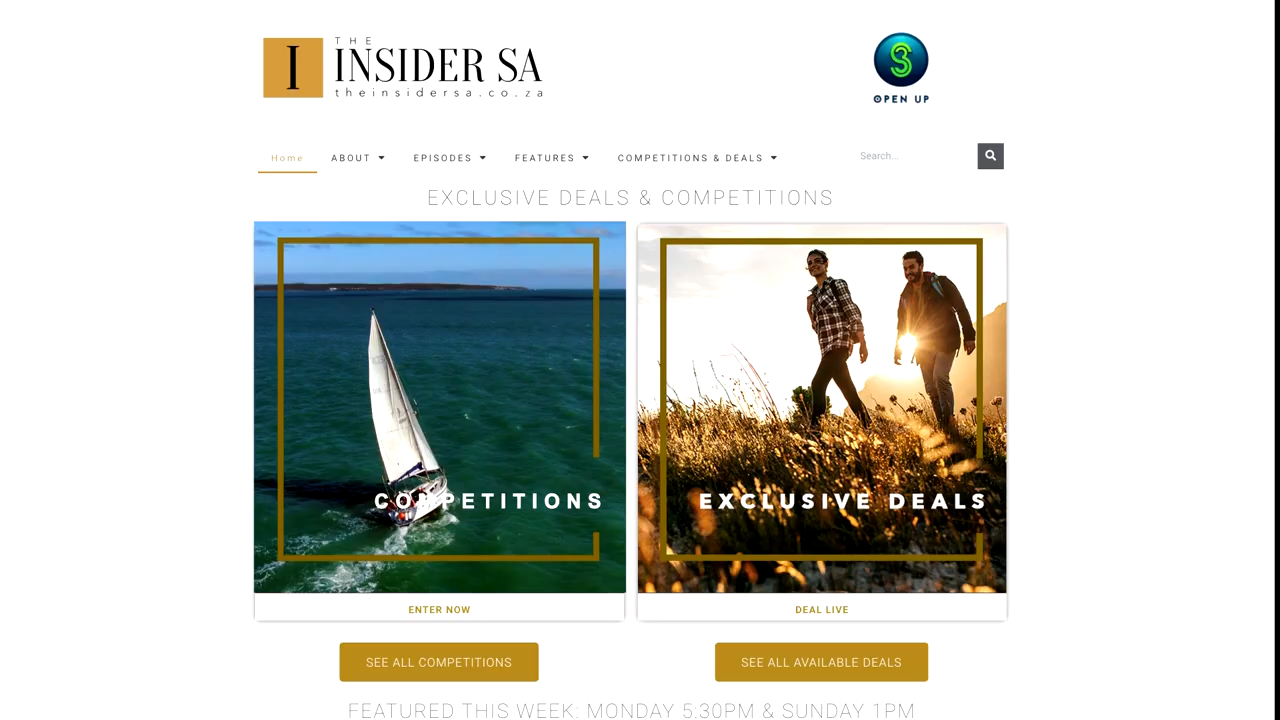 I
THE
INSIDER SA
theinsidersa.co.za
S3
OPEN UP
Home ABOUT EPISODES FEATURES COMPETITIONS & DEALS Search...
EXCLUSIVE DEALS & COMPETITIONS
COMPETITIONS
EXCLUSIVE DEALS
ENTER NOW
DEAL LIVE
SEE ALL COMPETITIONS
SEE ALL AVAILABLE DEALS
FEATURED THIS WEEK: MONDAY 5:30PM & SUNDAY 1PM